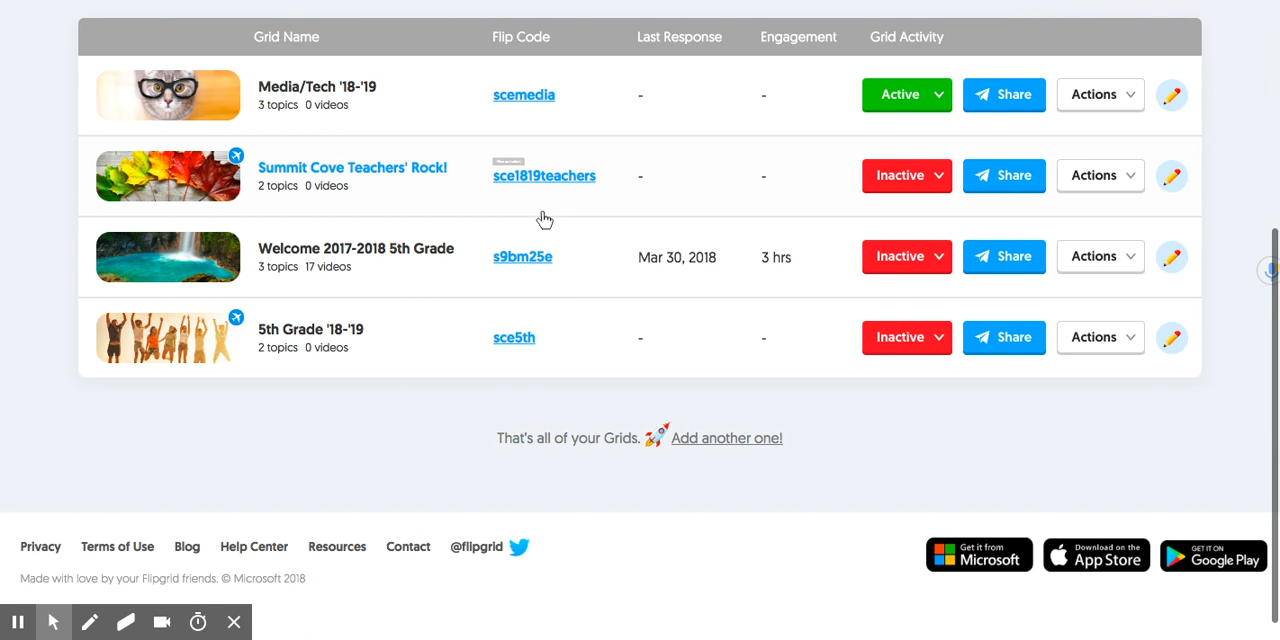 Grid Name Flip Code Last Response Engagement Grid Activity
Media/Tech '18-'19
3 topics 0 videos
scemedia - - Active Share Actions
Summit Cove Teachers' Rock!
2 topics 0 videos
sce1819teachers - - Inactive Share Actions
Welcome 2017-2018 5th Grade
3 topics 17 videos
s9bm25e Mar 30, 2018 3 hrs Inactive Share Actions
5th Grade '18-'19
2 topics 0 videos
sce5th - - Inactive Share Actions
That's all of your Grids. Add another one!
Privacy Terms of Use Blog Help Center Resources Contact @flipgrid
Made with love by your Flipgrid friends. © Microsoft 2018
Get it from
Microsoft
Download on the
App Store
GET IT ON
Google Play